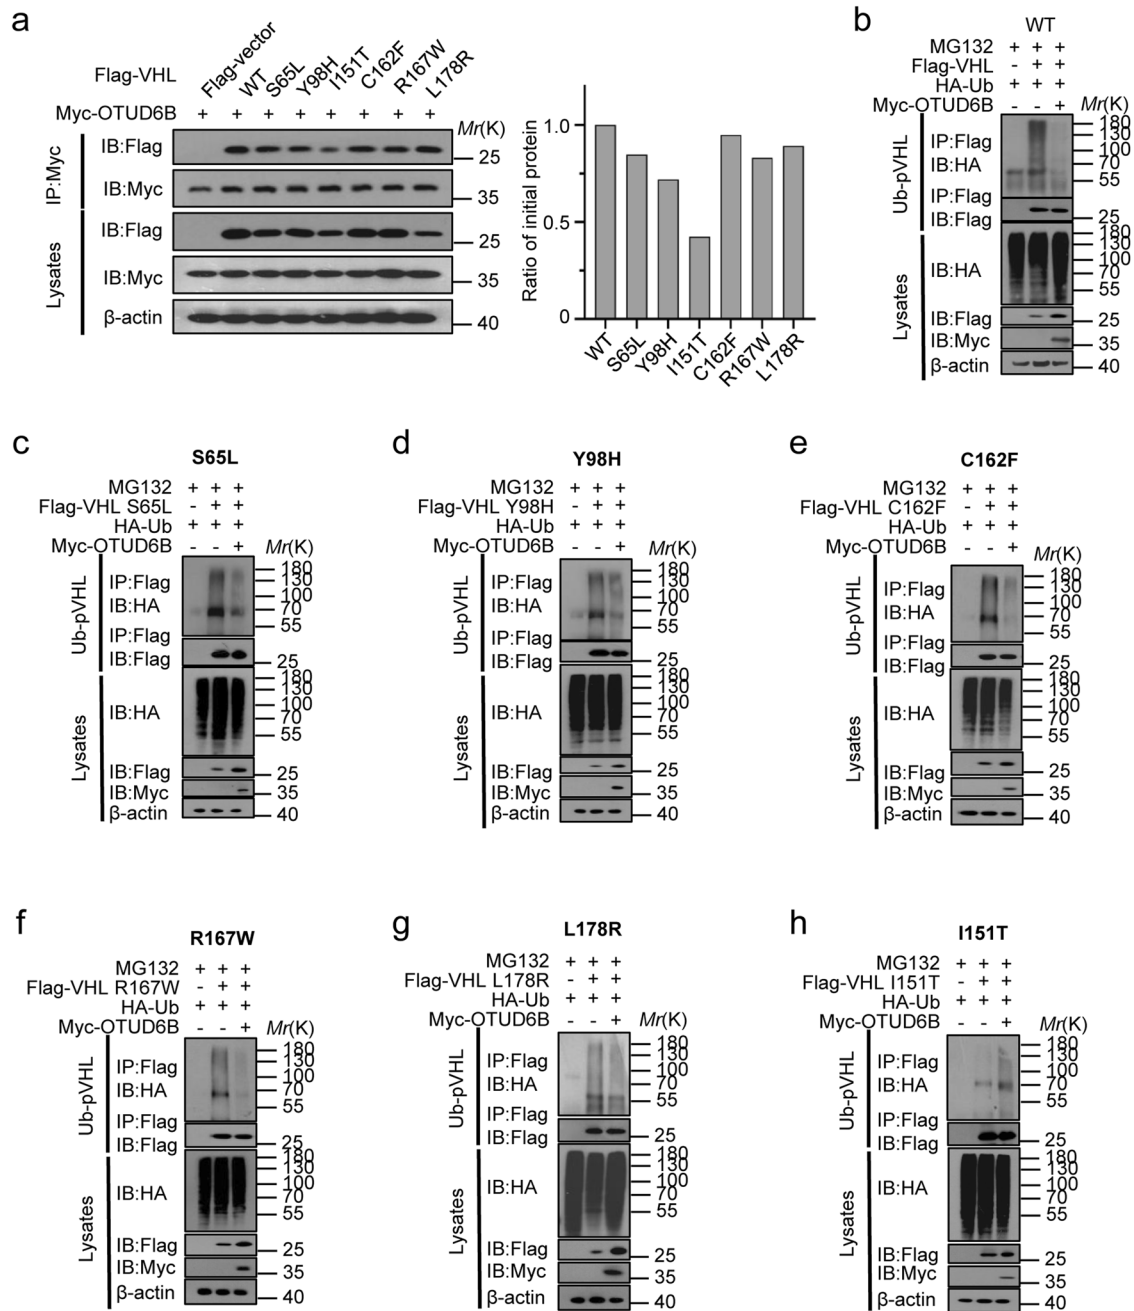 a
Flag-VHL
Flag-vector
WT
S65L
Y98H
I151T
C162F
R167W
L178R
Myc-OTUD6B + + + + + + + +
Mr(K)
IP:Myc
IB:Flag 25
IB:Myc 35
Lysates
IB:Flag 25
IB:Myc 35
β-actin 40
Ratio of initial protein
1.0
0.5
0
WT S65L Y98H I151T C162F R167W L178R
b
WT
MG132 + + +
Flag-VHL - + +
HA-Ub + + +
Myc-OTUD6B - - +
Mr(K)
Ub-pVHL
IP:Flag
IB:HA
180
130
100
70
55
IP:Flag
IB:Flag 25
Lysates
IB:HA
180
130
100
70
55
IB:Flag 25
IB:Myc 35
β-actin 40
c
S65L
MG132 + + +
Flag-VHL S65L - + +
HA-Ub + + +
Myc-OTUD6B - - +
Mr(K)
Ub-pVHL
IP:Flag
IB:HA
180
130
100
70
55
IP:Flag
IB:Flag 25
Lysates
IB:HA
180
130
100
70
55
IB:Flag 25
IB:Myc 35
β-actin 40
d
Y98H
MG132 + + +
Flag-VHL Y98H - + +
HA-Ub + + +
Myc-OTUD6B - - +
Mr(K)
Ub-pVHL
IP:Flag
IB:HA
180
130
100
70
55
IP:Flag
IB:Flag 25
Lysates
IB:HA
180
130
100
70
55
IB:Flag 25
IB:Myc 35
β-actin 40
e
C162F
MG132 + + +
Flag-VHL C162F - + +
HA-Ub + + +
Myc-OTUD6B - - +
Mr(K)
Ub-pVHL
IP:Flag
IB:HA
180
130
100
70
55
IP:Flag
IB:Flag 25
Lysates
IB:HA
180
130
100
70
55
IB:Flag 25
IB:Myc 35
β-actin 40
f
R167W
MG132 + + +
Flag-VHL R167W - + +
HA-Ub + + +
Myc-OTUD6B - - +
Mr(K)
Ub-pVHL
IP:Flag
IB:HA
180
130
100
70
55
IP:Flag
IB:Flag 25
Lysates
IB:HA
180
130
100
70
55
IB:Flag 25
IB:Myc 35
β-actin 40
g
L178R
MG132 + + +
Flag-VHL L178R - + +
HA-Ub + + +
Myc-OTUD6B - - +
Mr(K)
Ub-pVHL
IP:Flag
IB:HA
180
130
100
70
55
IP:Flag
IB:Flag 25
Lysates
IB:HA
180
130
100
70
55
IB:Flag 25
IB:Myc 35
β-actin 40
h
I151T
MG132 + + +
Flag-VHL I151T - + +
HA-Ub + + +
Myc-OTUD6B - - +
Mr(K)
Ub-pVHL
IP:Flag
IB:HA
180
130
100
70
55
IP:Flag
IB:Flag 25
Lysates
IB:HA
180
130
100
70
55
IB:Flag 25
IB:Myc 35
β-actin 40